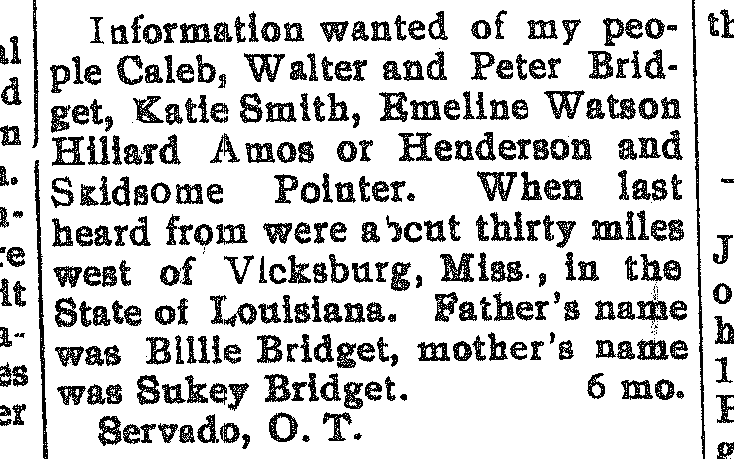 Information wanted of my peo-
ple Caleb, Walter and Peter Brid-
get, Katie Smith, Emeline Watson
Hillard Amos or Henderson and
Skidsome Pointer. When last
heard from were about thirty miles
west of Vicksburg, Miss., in the
State of Louisiana. Father's name
was Billie Bridget, mother's name
was Sukey Bridget. 6 mo.
Servado, O. T.